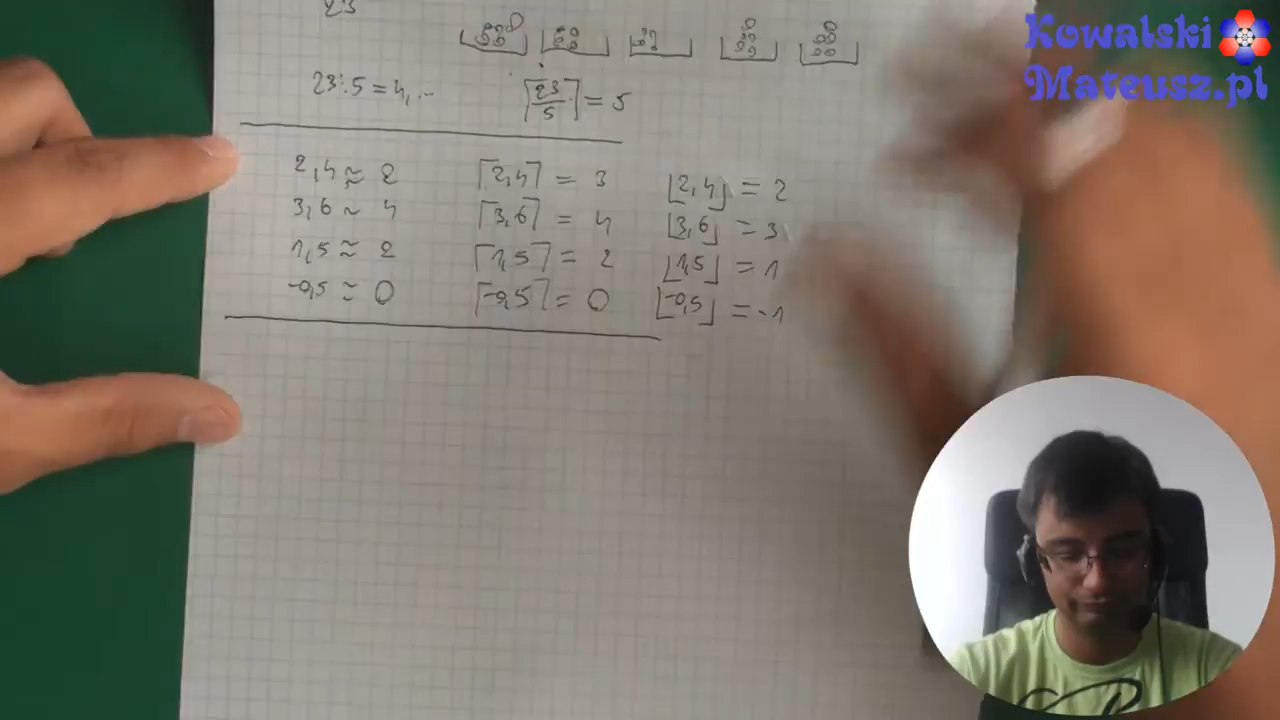 23
23:5=4,... ⌈23/5⌉ = 5
2,4 ≈ 2 ⌈2,4⌉ = 3 ⌊2,4⌋ = 2
3,6 ~ 4 ⌈3,6⌉ = 4 ⌊3,6⌋ = 3
1,5 ≈ 2 ⌈1,5⌉ = 2 ⌊1,5⌋ = 1
-0,5 ≈ 0 ⌈-0,5⌉ = 0 ⌊-0,5⌋ = -1
Kowalski
Mateusz.pl